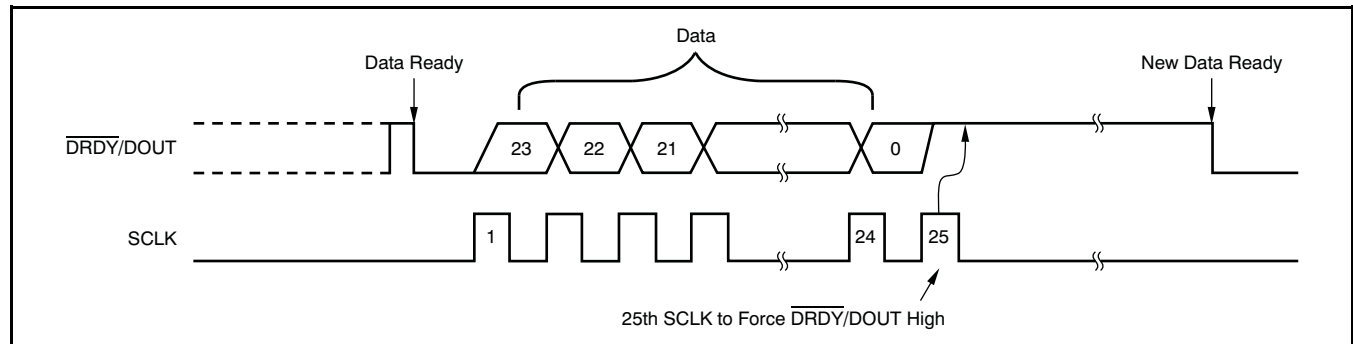 Data
Data Ready
New Data Ready
DRDY/DOUT
23
22
21
0
SCLK
1
24
25
25th SCLK to Force DRDY/DOUT High